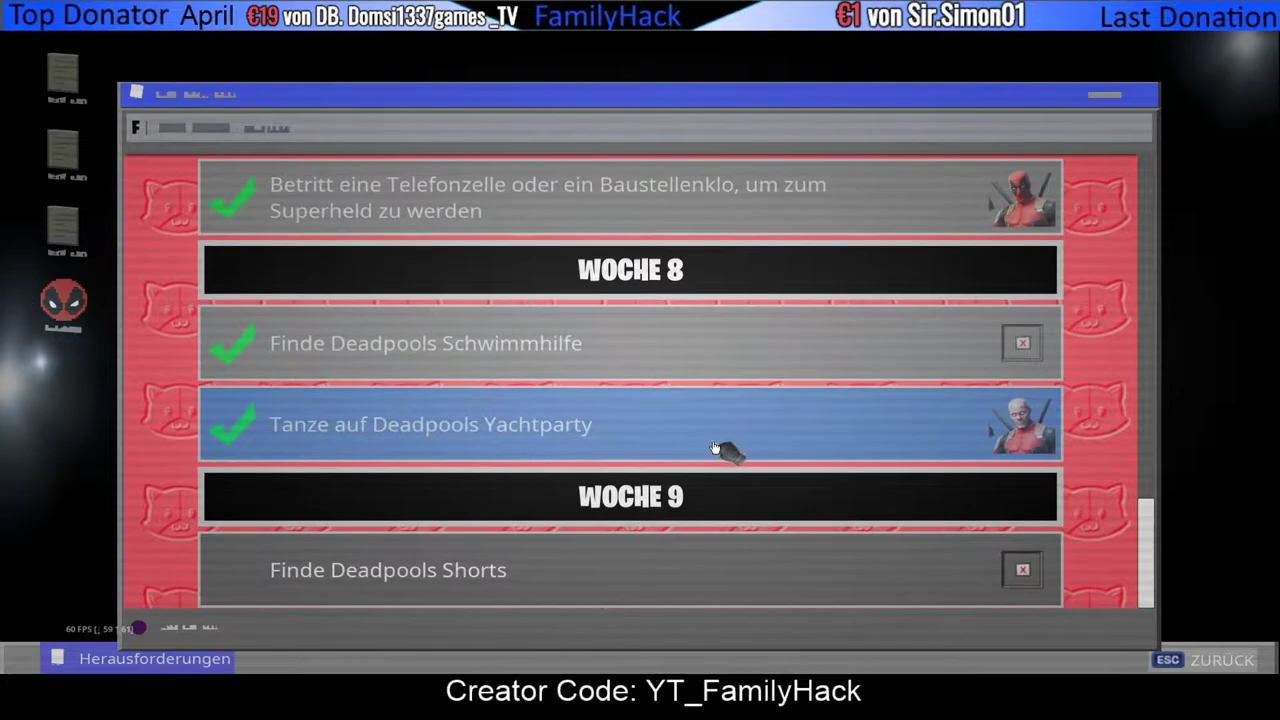 Top Donator April €19 von DB. Domsi1337games_TV FamilyHack €1 von Sir.Simon01 Last Donation
F
Betritt eine Telefonzelle oder ein Baustellenklo, um zum
Superheld zu werden
WOCHE 8
Finde Deadpools Schwimmhilfe
Tanze auf Deadpools Yachtparty
WOCHE 9
Finde Deadpools Shorts
60 FPS [↓ 59 ↑ 61]
Herausforderungen
ESC ZURÜCK
Creator Code: YT_FamilyHack